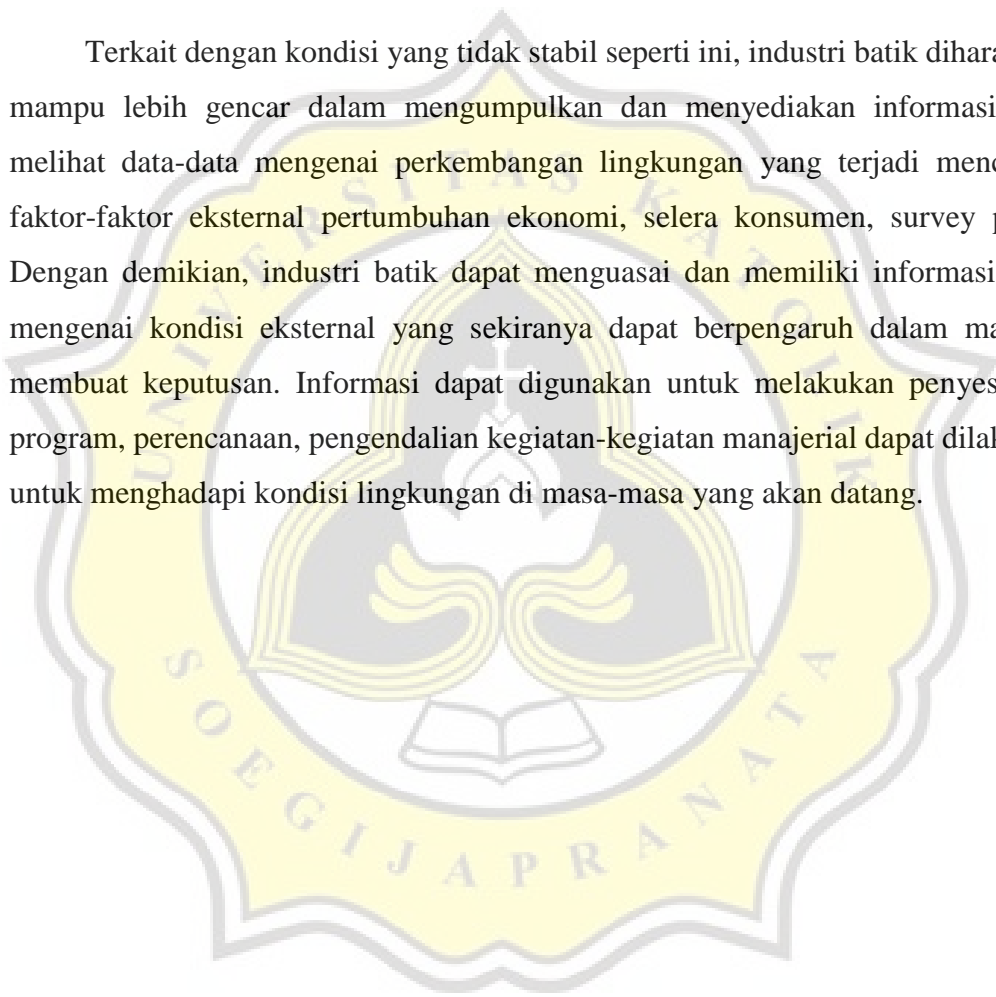 Terkait dengan kondisi yang tidak stabil seperti ini, industri batik dihara
mampu lebih gencar dalam mengumpulkan dan menyediakan informasi
melihat data-data mengenai perkembangan lingkungan yang terjadi menc
faktor-faktor eksternal pertumbuhan ekonomi, selera konsumen, survey p
Dengan demikian, industri batik dapat menguasai dan memiliki informasi
mengenai kondisi eksternal yang sekiranya dapat berpengaruh dalam ma
membuat keputusan. Informasi dapat digunakan untuk melakukan penyes
program, perencanaan, pengendalian kegiatan-kegiatan manajerial dapat dilak
untuk menghadapi kondisi lingkungan di masa-masa yang akan datang.
UNIVERSITAS KATOLIK
SOEGIJAPRANATA